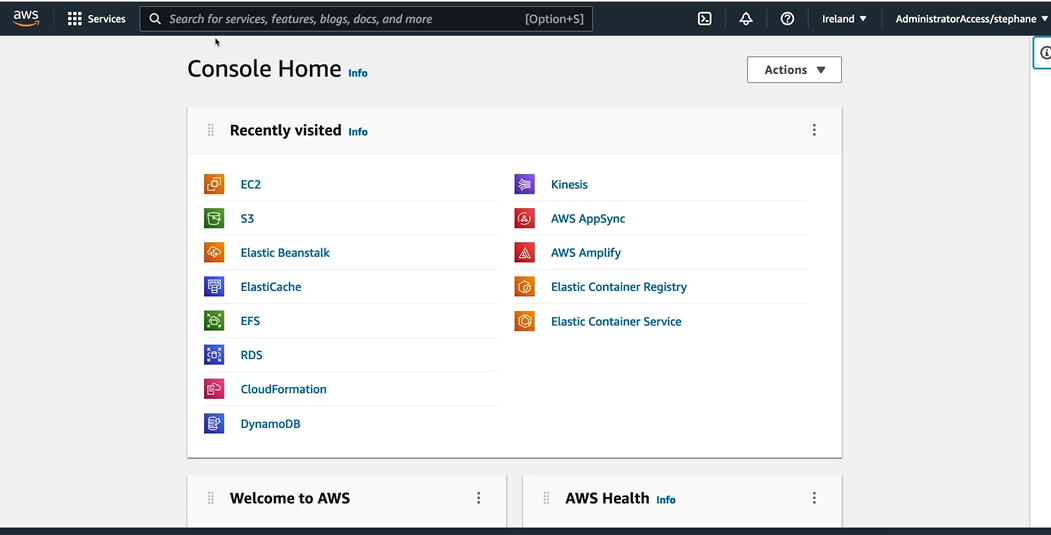 aws
Services
Search for services, features, blogs, docs, and more [Option+S]
Ireland ▼
AdministratorAccess/stephane ▼
Console Home Info
Actions ▼
Recently visited Info
EC2
S3
Elastic Beanstalk
ElastiCache
EFS
RDS
CloudFormation
DynamoDB
Kinesis
AWS AppSync
AWS Amplify
Elastic Container Registry
Elastic Container Service
Welcome to AWS
AWS Health Info